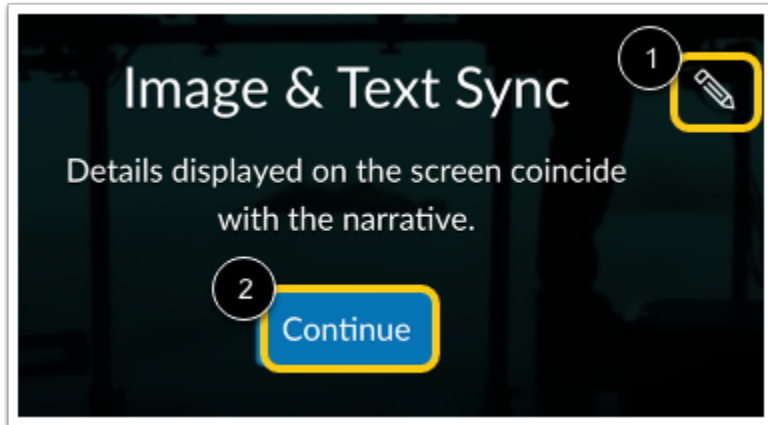 1
Image & Text Sync
Details displayed on the screen coincide
with the narrative.
2
Continue